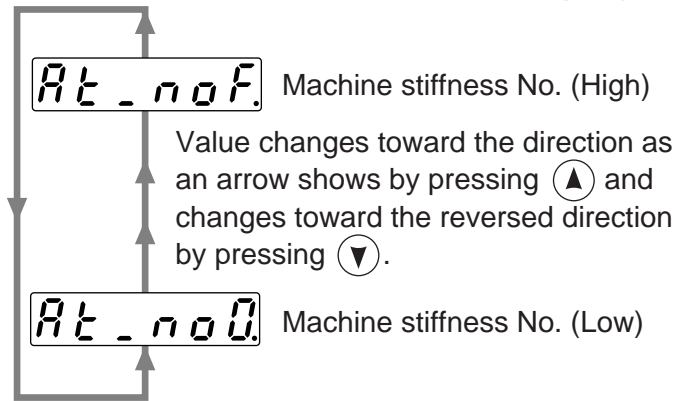 At_noF. Machine stiffness No. (High)
Value changes toward the direction as
an arrow shows by pressing ▲ and
changes toward the reversed direction
by pressing ▼.
At_no0. Machine stiffness No. (Low)